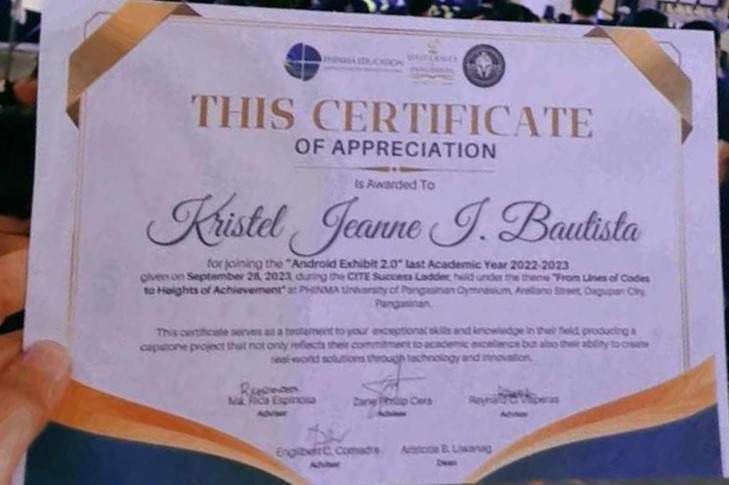 PHINMA EDUCATION
THIS CERTIFICATE
OF APPRECIATION
Is Awarded To
Kristel Jeanne J. Bautista
for joining the "Android Exhibit 2.0" last Academic Year 2022-2023
given on September 28, 2023, during the CITE Success Ladder, held under the theme "From Lines of Codes
to Heights of Achievement" at PHINMA University of Pangasinan Gymnasium, Arellano Street, Dagupan City,
Pangasinan.
This certificate serves as a testament to your exceptional skills and knowledge in their field, producing a
capstone project that not only reflects their commitment to academic excellence but also their ability to create
real-world solutions through technology and innovation.
Ma. Rica Espinosa Zane Phillip Cera Reynard C. Visperas
Adviser Adviser Adviser
Engilbert C. Comadre Aristotle B. Liwanag
Adviser Dean